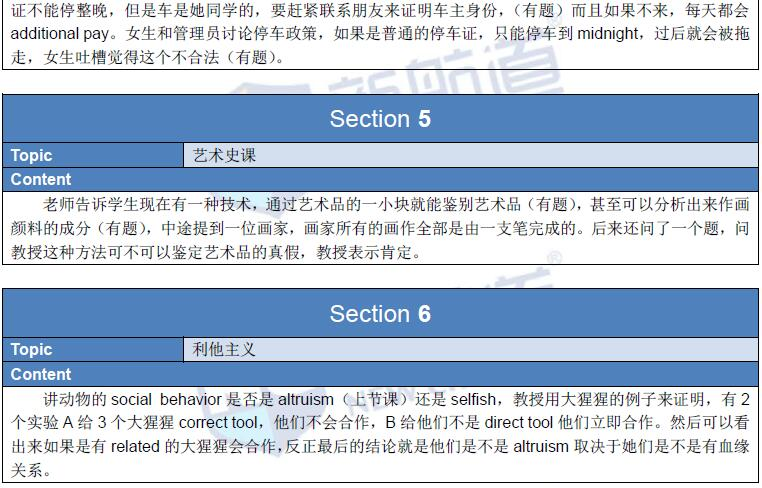 证不能停整晚，但是车是她同学的，要赶紧联系朋友来证明车主身份，（有题）而且如果不来，每天都会
additional pay。女生和管理员讨论停车政策，如果是普通的停车证，只能停车到 midnight，过后就会被拖
走，女生吐槽觉得这个不合法（有题）。
新航道®
Section 5
Topic 艺术史课
Content
老师告诉学生现在有一种技术，通过艺术品的一小块就能鉴别艺术品（有题），甚至可以分析出来作画
颜料的成分（有题），中途提到一位画家，画家所有的画作全部是由一支笔完成的。后来还问了一个题，问
教授这种方法可不可以鉴定艺术品的真假，教授表示肯定。
Section 6
Topic 利他主义
Content
讲动物的 social behavior 是否是 altruism（上节课）还是 selfish，教授用大猩猩的例子来证明，有 2
个实验 A 给 3 个大猩猩 correct tool，他们不会合作，B 给他们不是 direct tool 他们立即合作。然后可以看
出来如果是有 related 的大猩猩会合作，反正最后的结论就是他们是不是 altruism 取决于她们是不是有血缘
关系。